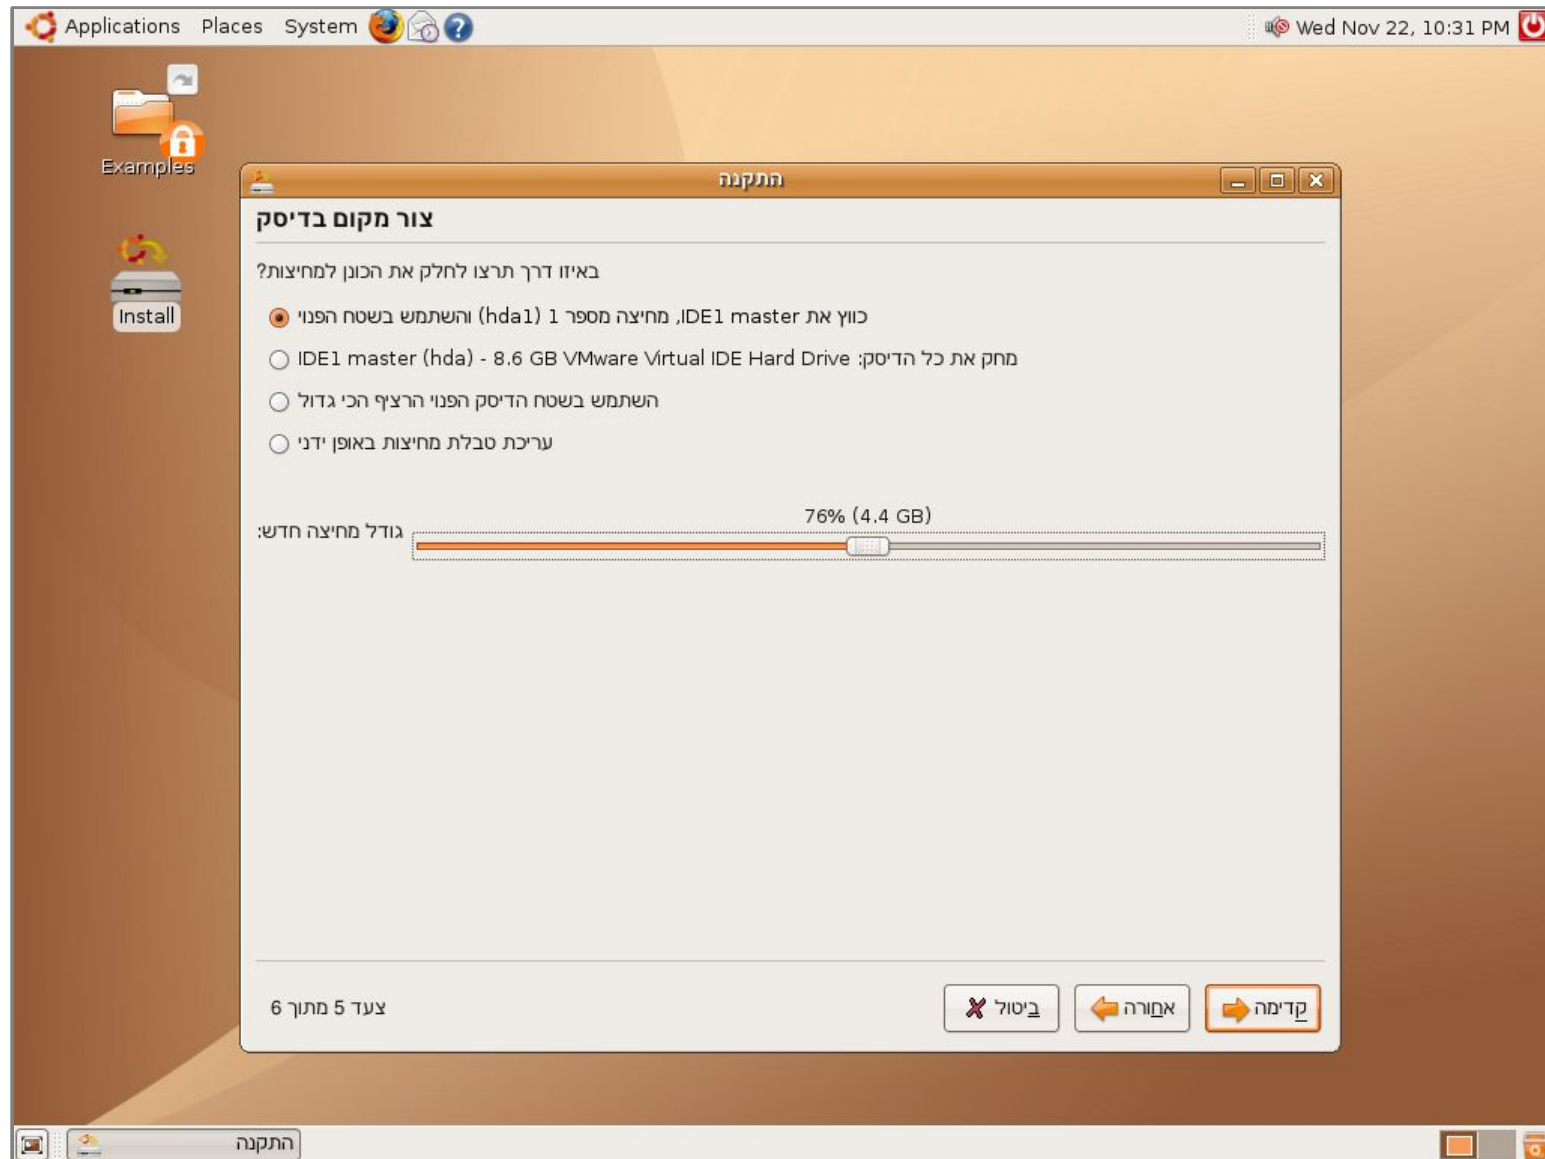 Applications Places System
Wed Nov 22, 10:31 PM
Examples
Install
התקנה
צור מקום בדיסק
באיזו דרך תרצו לחלק את הכונן למחיצות?
כווץ את IDE1 master, מחיצה מספר 1 (hda1) והשתמש בשטח הפנוי
מחק את כל הדיסק: IDE1 master (hda) - 8.6 GB VMware Virtual IDE Hard Drive
השתמש בשטח הדיסק הפנוי הרציף הכי גדול
עריכת טבלת מחיצות באופן ידני
76% (4.4 GB)
גודל מחיצה חדש:
צעד 5 מתוך 6
ביטול
אחורה
קדימה
התקנה